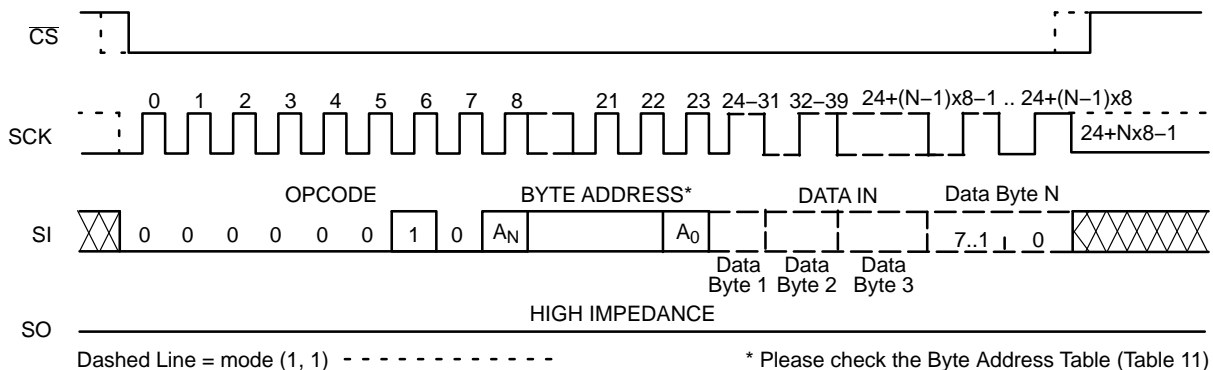 CS
0 1 2 3 4 5 6 7 8 21 22 23 24–31 32–39 24+(N–1)x8–1 .. 24+(N–1)x8
SCK
24+Nx8–1
OPCODE BYTE ADDRESS* DATA IN Data Byte N
SI
0 0 0 0 0 0 1 0 AN A0 7..1 0
Data Byte 1
Data Byte 2
Data Byte 3
HIGH IMPEDANCE
SO
Dashed Line = mode (1, 1) * Please check the Byte Address Table (Table 11)